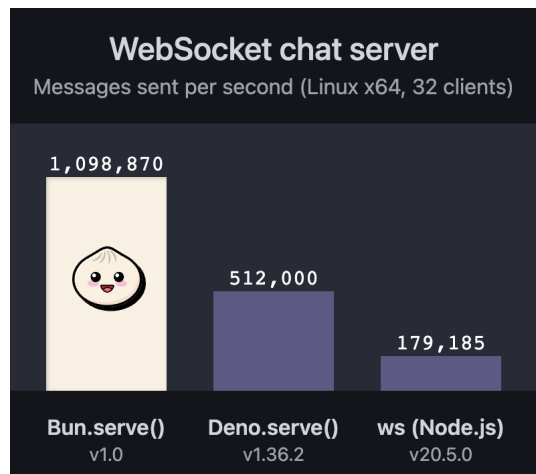 WebSocket chat server
Messages sent per second (Linux x64, 32 clients)
1,098,870
512,000
179,185
Bun.serve() Deno.serve() ws (Node.js)
v1.0 v1.36.2 v20.5.0